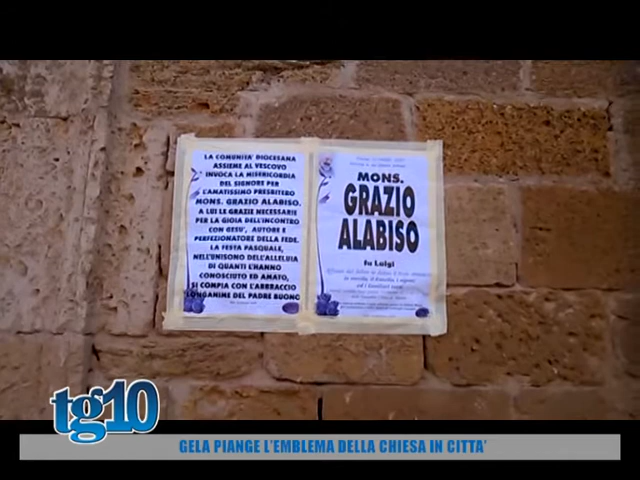 LA COMUNITA' DIOCESANA
ASSIEME AL VESCOVO
INVOCA LA MISERICORDIA
DEL SIGNORE PER
L'AMATISSIMO PRESBITERO
MONS. GRAZIO ALABISO.
A LUI LE GRAZIE NECESSARIE
PER LA GIOIA DELL'INCONTRO
CON GESU', AUTORE E
PERFEZIONATORE DELLA FEDE.
LA FESTA PASQUALE,
NELL'UNISONO DELL'ALLELUIA
DI QUANTI L'HANNO
CONOSCIUTO ED AMATO,
SI COMPIA CON L'ABBRACCIO
LONGANIME DEL PADRE BUONO
MONS.
GRAZIO
ALABISO
fu Luigi
tg10
GELA PIANGE L'EMBLEMA DELLA CHIESA IN CITTA'